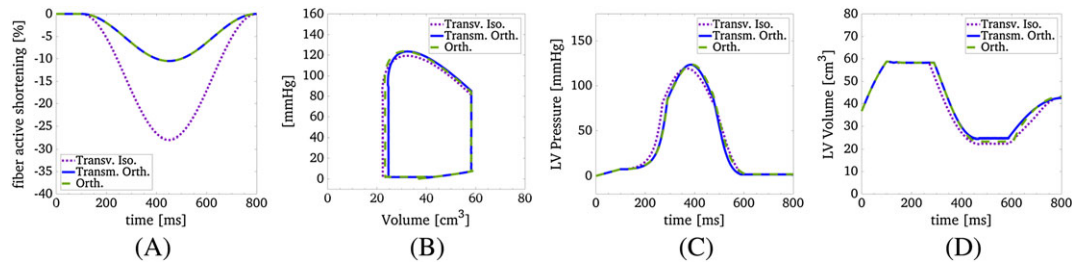 fiber active shortening [%]
0
-5
-10
-15
-20
-25
-30
-35
-40
Transv. Iso.
Transm. Orth.
Orth.
0 200 400 600 800
time [ms]
(A)
[mmHg]
160
140
120
100
80
60
40
20
0
Transv. Iso.
Transm. Orth.
Orth.
0 20 40 60 80
Volume [cm³]
(B)
LV Pressure [mmHg]
150
100
50
0
Transv. Iso.
Transm. Orth.
Orth.
0 200 400 600 800
time [ms]
(C)
LV Volume [cm³]
80
70
60
50
40
30
20
10
0
Transv. Iso.
Transm. Orth.
Orth.
0 200 400 600 800
time [ms]
(D)